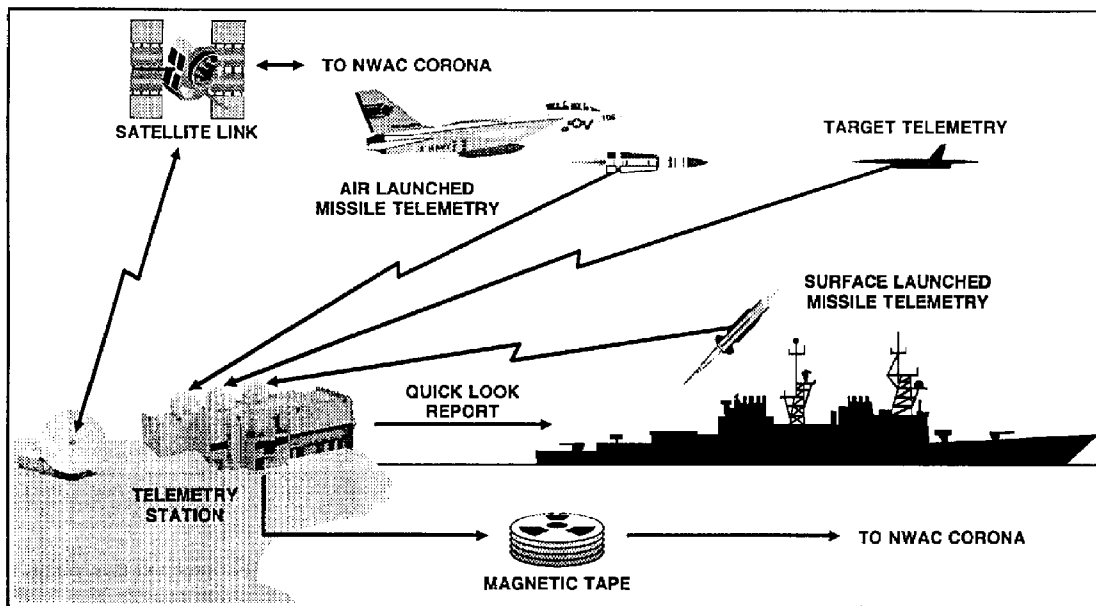 TO NWAC CORONA
SATELLITE LINK
TARGET TELEMETRY
AIR LAUNCHED
MISSILE TELEMETRY
SURFACE LAUNCHED
MISSILE TELEMETRY
QUICK LOOK
REPORT
TELEMETRY
STATION
TO NWAC CORONA
MAGNETIC TAPE